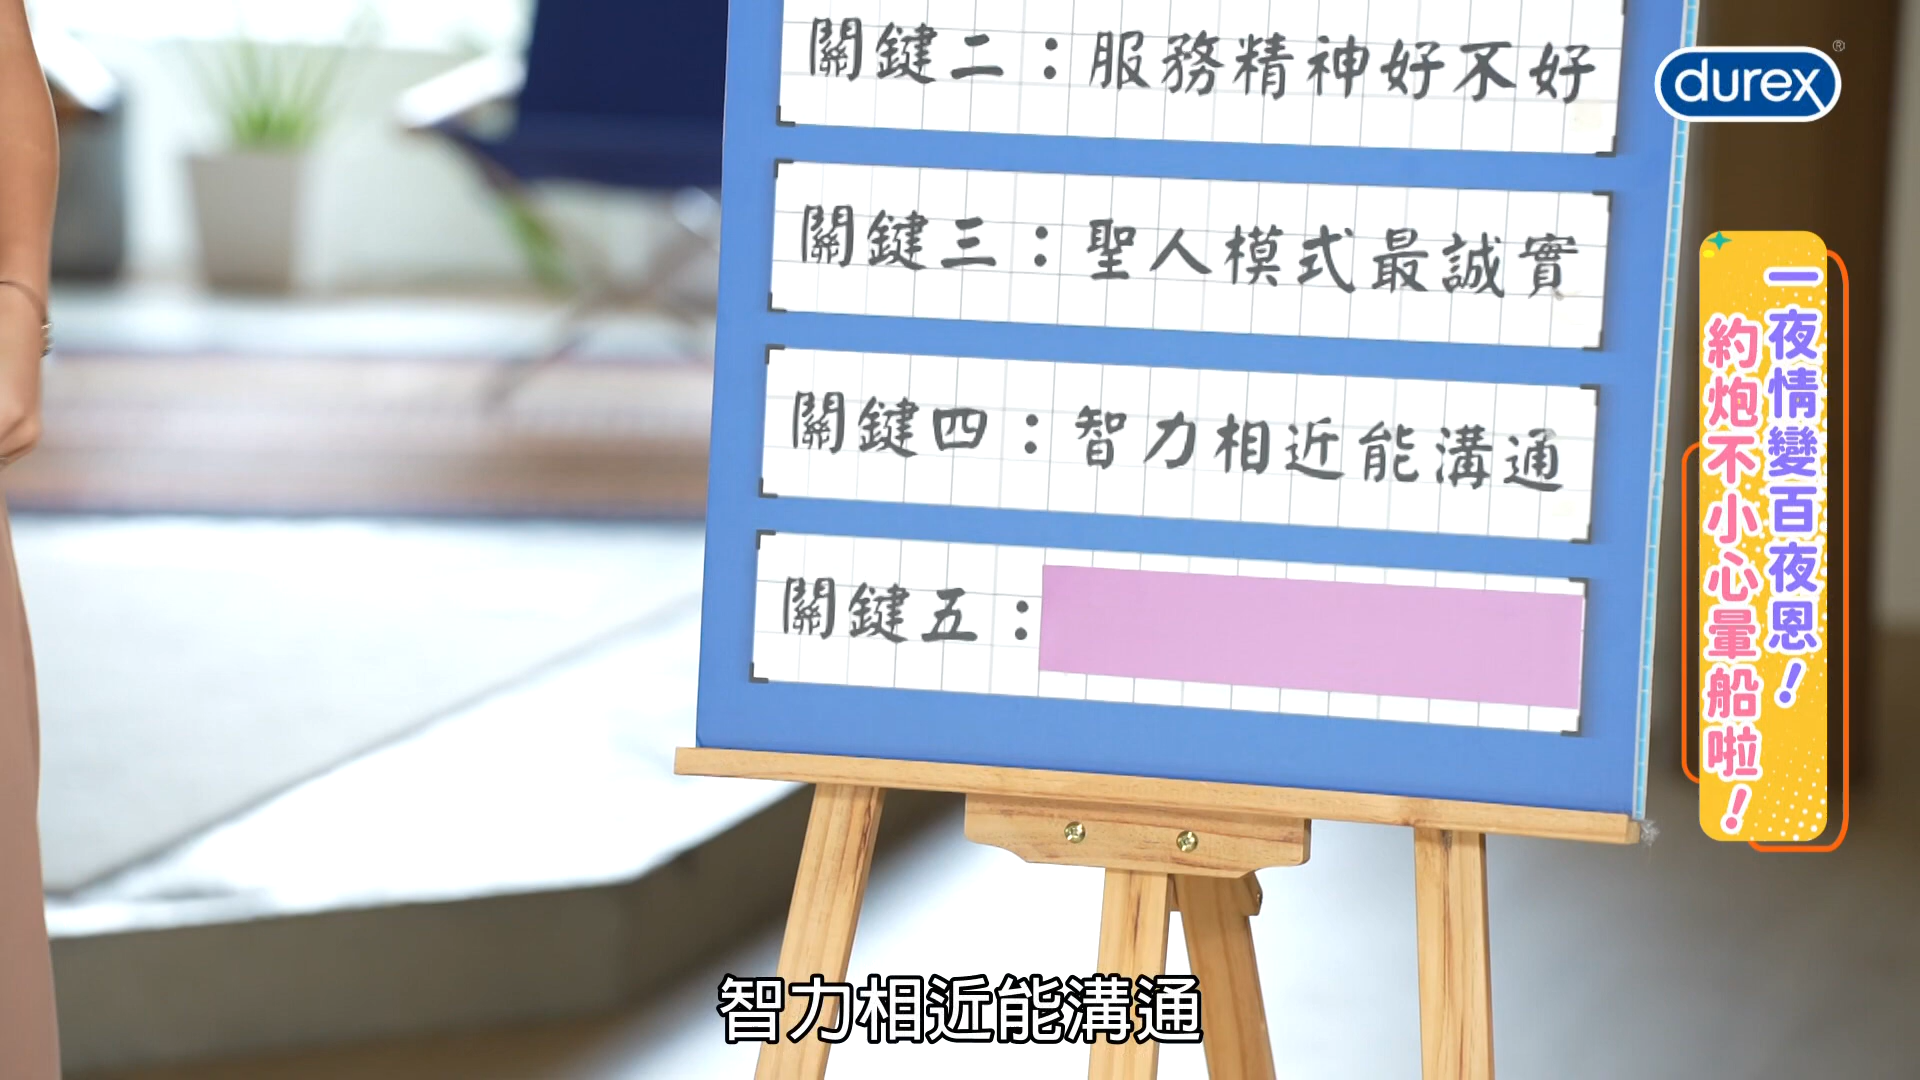 關鍵二：服務精神好不好
關鍵三：聖人模式最誠實
關鍵四：智力相近能溝通
關鍵五：
durex®
一夜情變百夜恩！
約炮不小心暈船啦！
智力相近能溝通